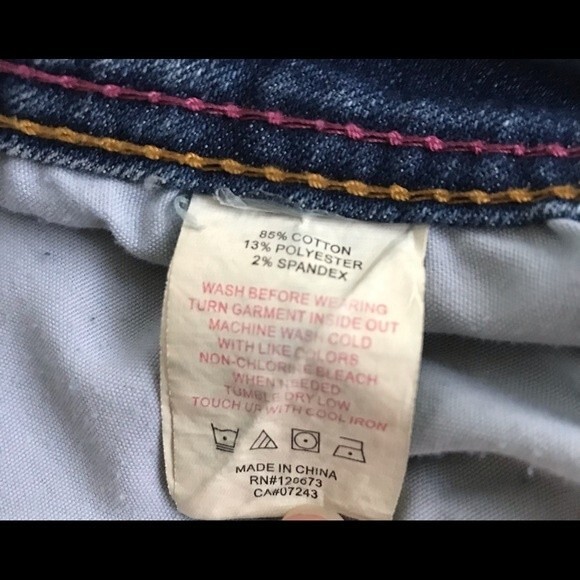 85% COTTON
13% POLYESTER
2% SPANDEX
WASH BEFORE WEARING
TURN GARMENT INSIDE OUT
MACHINE WASH COLD
WITH LIKE COLORS
NON-CHLORINE BLEACH
WHEN NEEDED
TUMBLE DRY LOW
TOUCH UP WITH COOL IRON
MADE IN CHINA
RN#126673
CA#07243